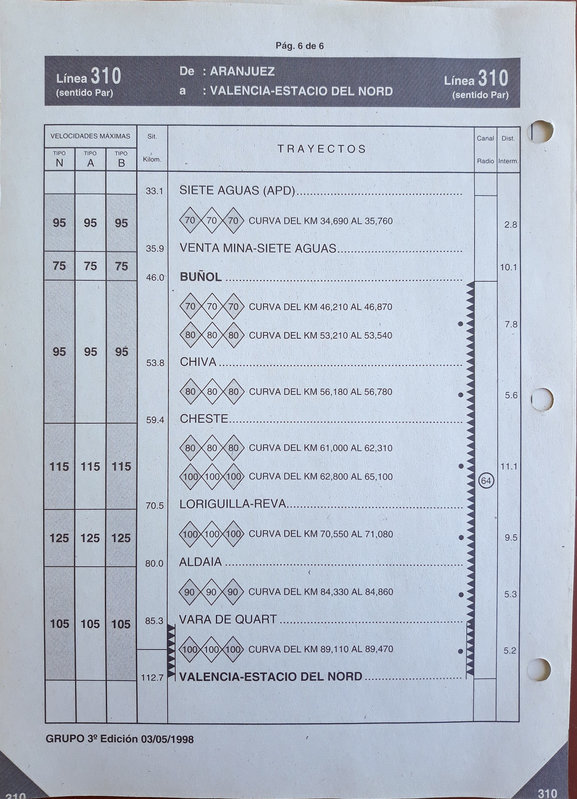 Pág. 6 de 6
Línea 310
(sentido Par)
De : ARANJUEZ
a : VALENCIA-ESTACIO DEL NORD
Línea 310
(sentido Par)
VELOCIDADES MÁXIMAS
TIPO N
TIPO A
TIPO B
Sit.
Kilom.
TRAYECTOS
Canal
Radio
Dist.
Interm.
33.1 SIETE AGUAS (APD)
95 95 95 70 70 70 CURVA DEL KM 34,690 AL 35,760 2.8
35.9 VENTA MINA-SIETE AGUAS
75 75 75 10.1
46.0 BUÑOL
70 70 70 CURVA DEL KM 46,210 AL 46,870
7.8
80 80 80 CURVA DEL KM 53,210 AL 53,540
95 95 95
53.8 CHIVA
80 80 80 CURVA DEL KM 56,180 AL 56,780 5.6
59.4 CHESTE
80 80 80 CURVA DEL KM 61,000 AL 62,310
115 115 115 11.1
100 100 100 CURVA DEL KM 62,800 AL 65,100 64
70.5 LORIGUILLA-REVA
125 125 125 100 100 100 CURVA DEL KM 70,550 AL 71,080 9.5
80.0 ALDAIA
90 90 90 CURVA DEL KM 84,330 AL 84,860 5.3
105 105 105 85.3 VARA DE QUART
100 100 100 CURVA DEL KM 89,110 AL 89,470 5.2
112.7 VALENCIA-ESTACIO DEL NORD
GRUPO 3º Edición 03/05/1998
310
310